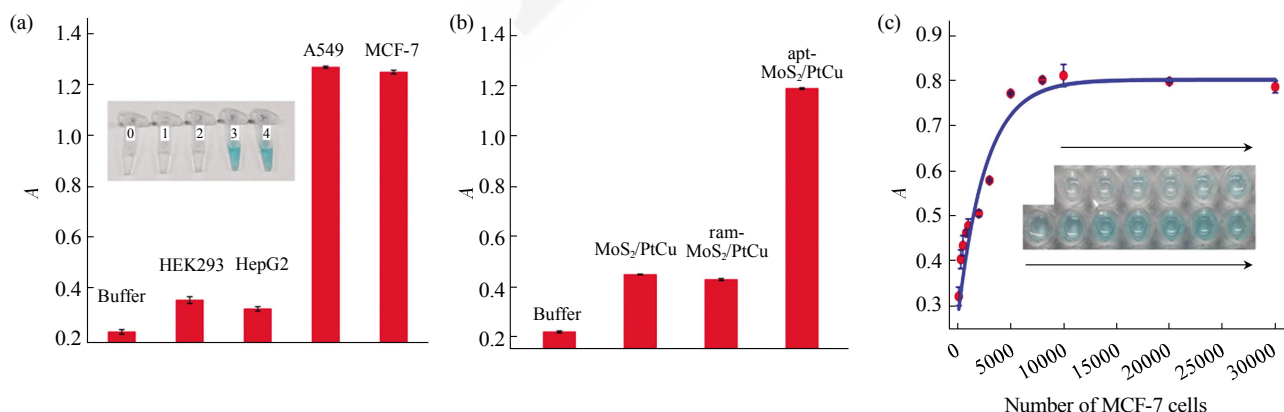 (a)
1.4
1.2
1.0
0.8
0.6
0.4
0.2
A
Buffer
HEK293
HepG2
A549
MCF-7
0 1 2 3 4
(b)
1.4
1.2
1.0
0.8
0.6
0.4
0.2
A
Buffer
MoS₂/PtCu
ram-
MoS₂/PtCu
apt-
MoS₂/PtCu
(c)
0.9
0.8
0.7
0.6
0.5
0.4
0.3
A
0 5000 10000 15000 20000 25000 30000
Number of MCF-7 cells